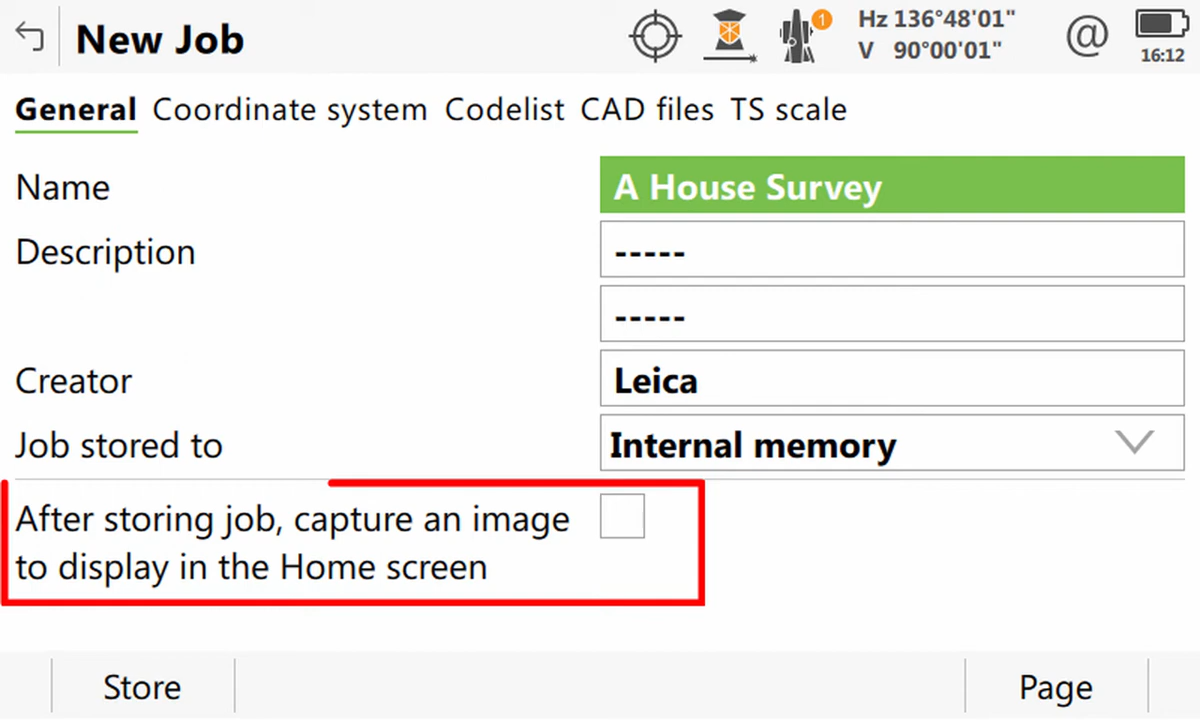 New Job
1
Hz 136°48'01"
V 90°00'01"
@
16:12
General Coordinate system Codelist CAD files TS scale
Name A House Survey
Description -----
-----
Creator Leica
Job stored to Internal memory
After storing job, capture an image
to display in the Home screen
Store Page